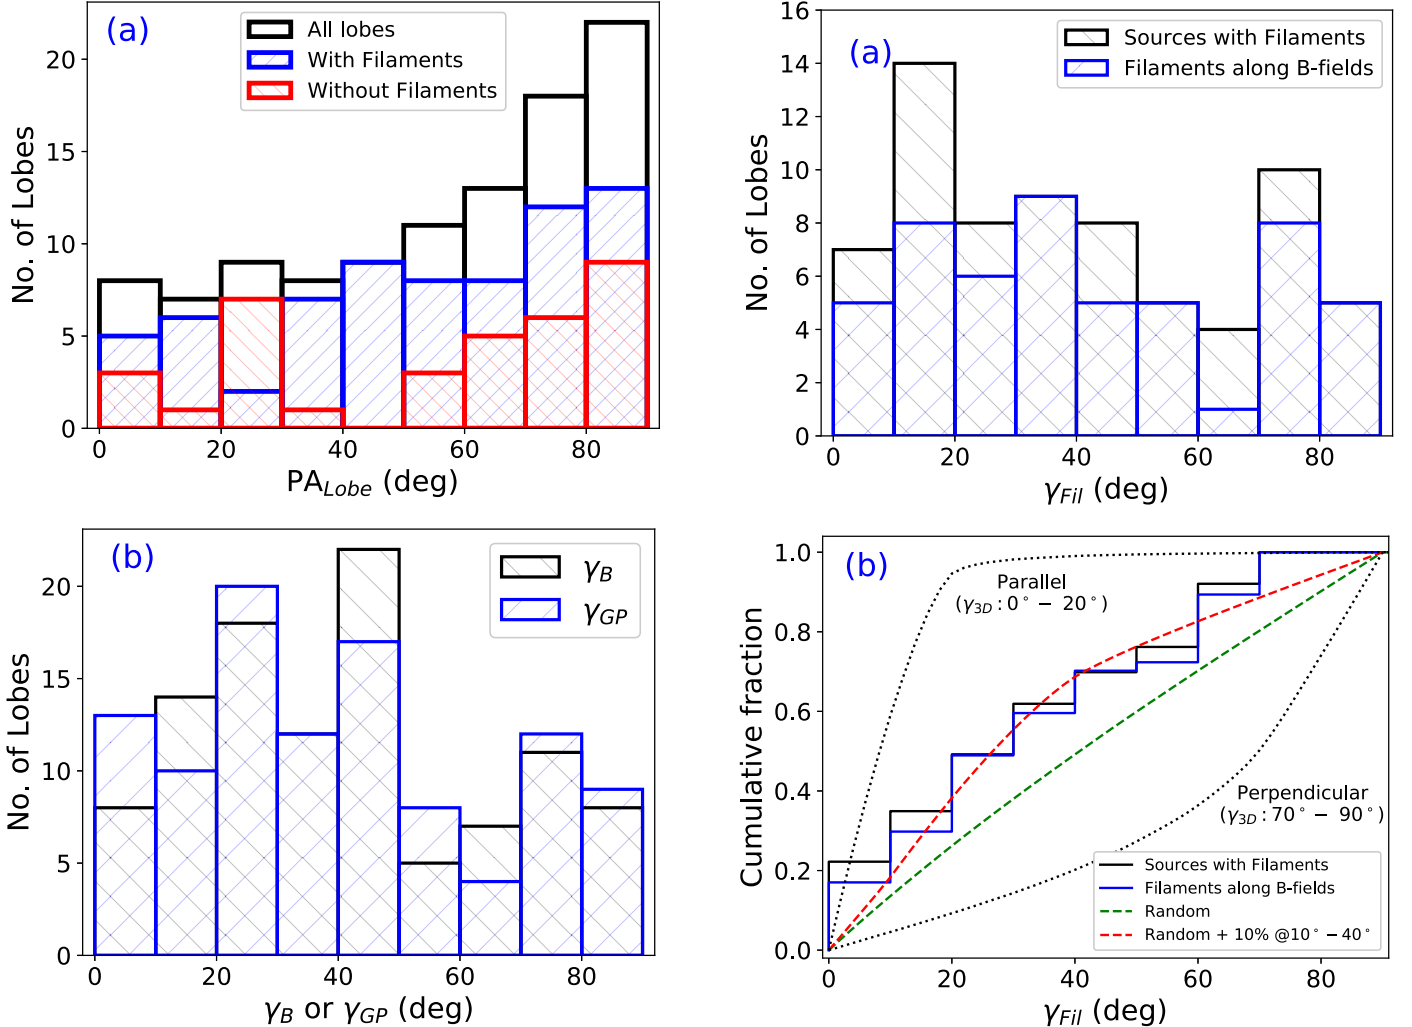 (a)
All lobes
With Filaments
Without Filaments
No. of Lobes
20
15
10
5
0
0 20 40 60 80
PA_Lobe (deg)
(a)
Sources with Filaments
Filaments along B-fields
No. of Lobes
16
14
12
10
8
6
4
2
0
0 20 40 60 80
γ_Fil (deg)
(b)
γ_B
γ_GP
No. of Lobes
20
15
10
5
0
0 20 40 60 80
γ_B or γ_GP (deg)
(b)
Parallel
(γ_3D : 0° − 20°)
Perpendicular
(γ_3D : 70° − 90°)
Sources with Filaments
Filaments along B-fields
Random
Random + 10% @10° − 40°
Cumulative fraction
1.0
0.8
0.6
0.4
0.2
0.0
0 20 40 60 80
γ_Fil (deg)